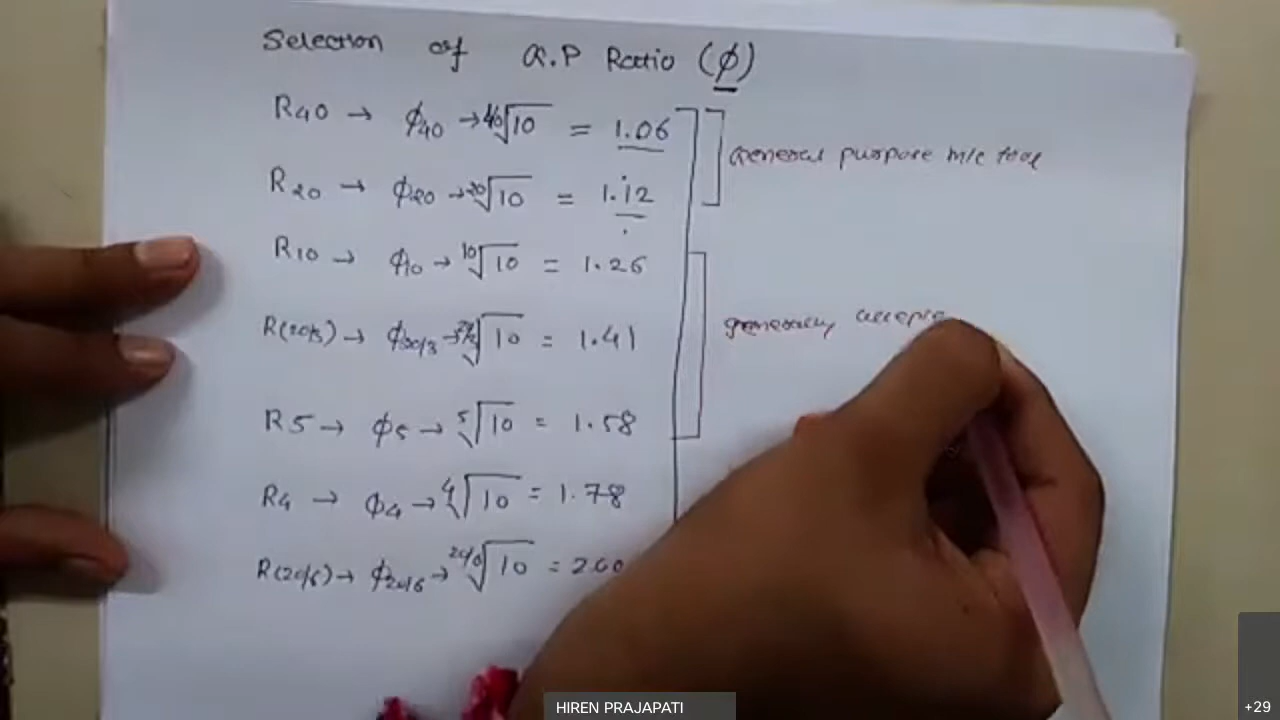 Selection of G.P Ratio (ϕ)
R40 → ϕ40 → ⁴⁰√10 = 1.06
General purpose m/c tool
R20 → ϕ20 → ²⁰√10 = 1.12
R10 → ϕ10 → ¹⁰√10 = 1.26
R(20/3) → ϕ20/3 → ²⁰/³√10 = 1.41
generally accep
R5 → ϕ5 → ⁵√10 = 1.58
R4 → ϕ4 → ⁴√10 = 1.78
R(20/6) → ϕ20/6 → ²⁰/⁶√10 = 2.00
HIREN PRAJAPATI
+29